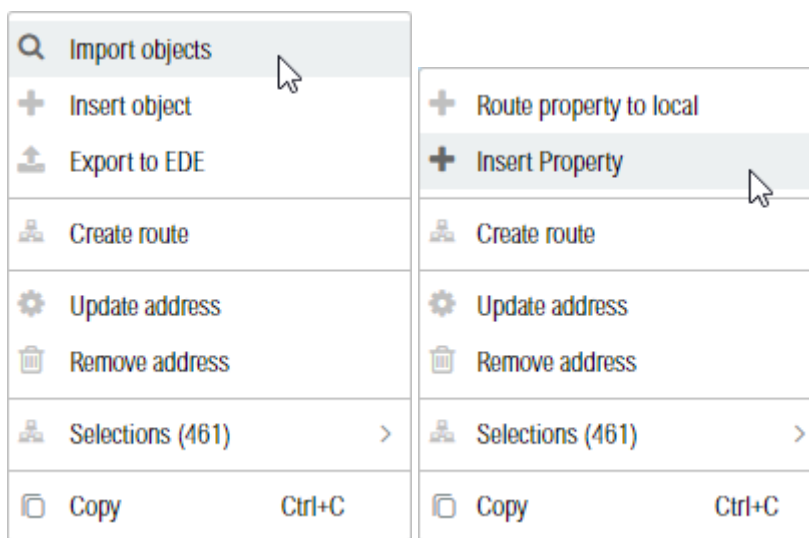 Import objects
Insert object
Export to EDE
Create route
Update address
Remove address
Selections (461)
Copy Ctrl+C
Route property to local
Insert Property
Create route
Update address
Remove address
Selections (461)
Copy Ctrl+C